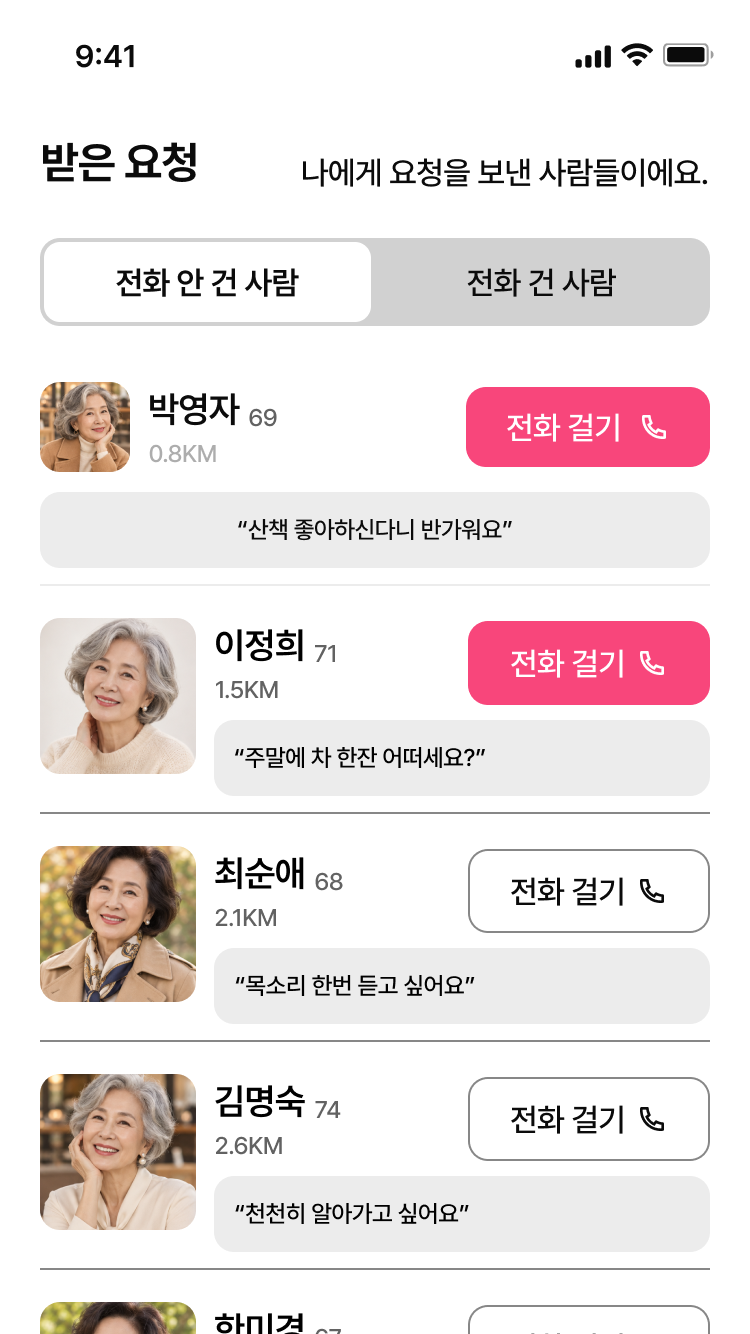 9:41
받은 요청
나에게 요청을 보낸 사람들이에요.
전화 안 건 사람
전화 건 사람
박영자 69
0.8KM
전화 걸기
“산책 좋아하신다니 반가워요”
이정희 71
1.5KM
전화 걸기
“주말에 차 한잔 어떠세요?”
최순애 68
2.1KM
전화 걸기
“목소리 한번 듣고 싶어요”
김명숙 74
2.6KM
전화 걸기
“천천히 알아가고 싶어요”
한미경 67